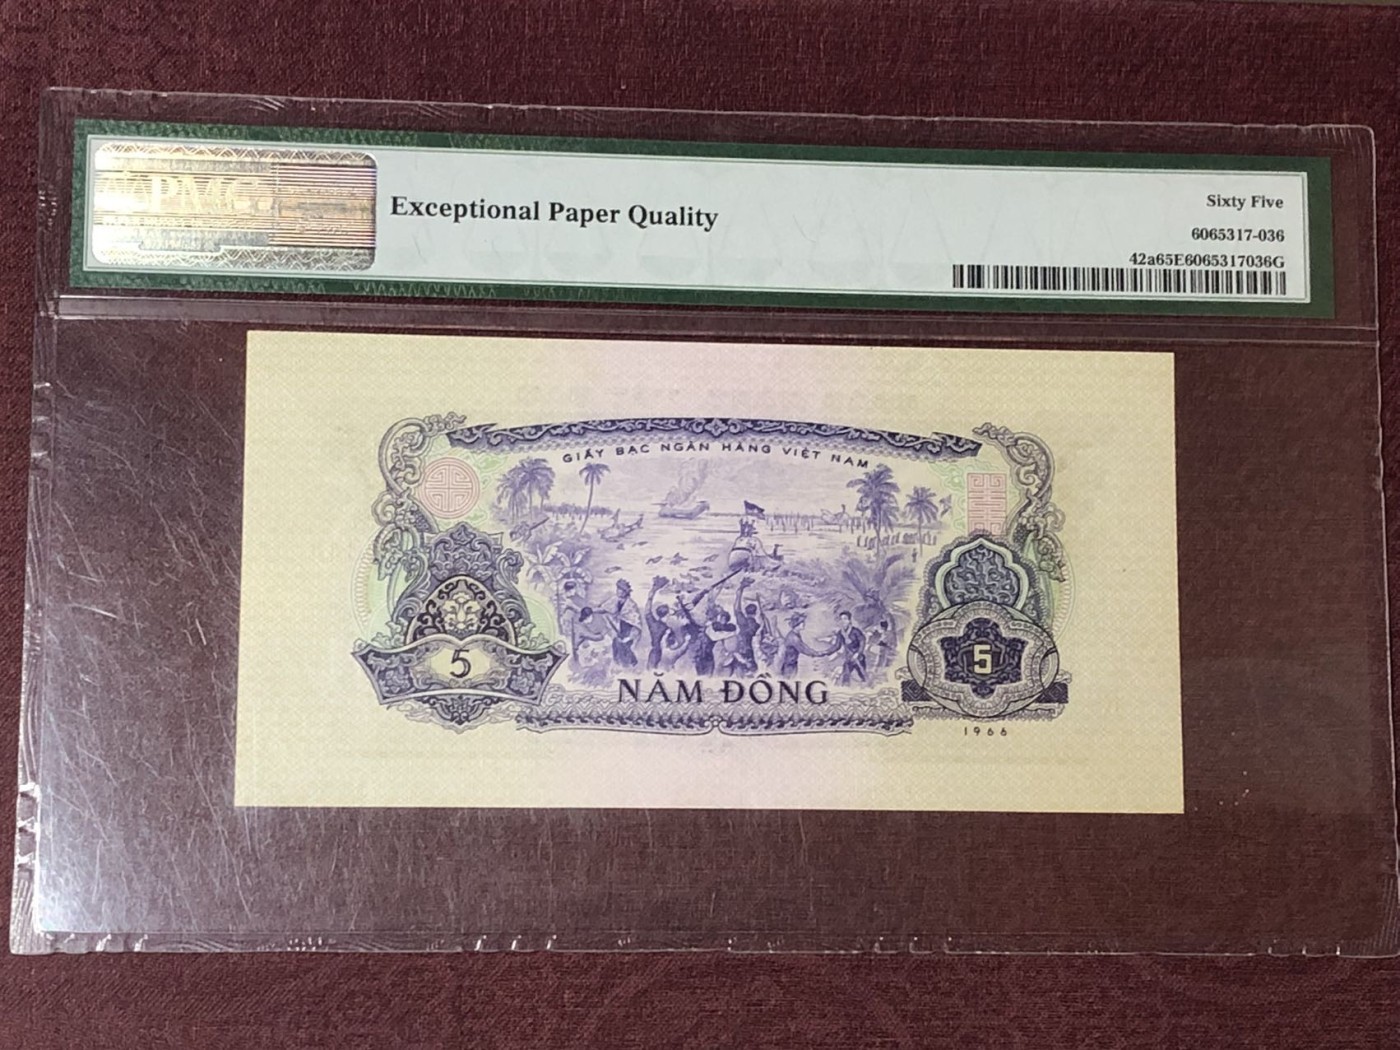 PMG
Exceptional Paper Quality
Sixty Five
6065317-036
42a65E6065317036G
GIẤY BẠC NGÂN HÀNG VIỆT NAM
5
5
NĂM ĐỒNG
1966